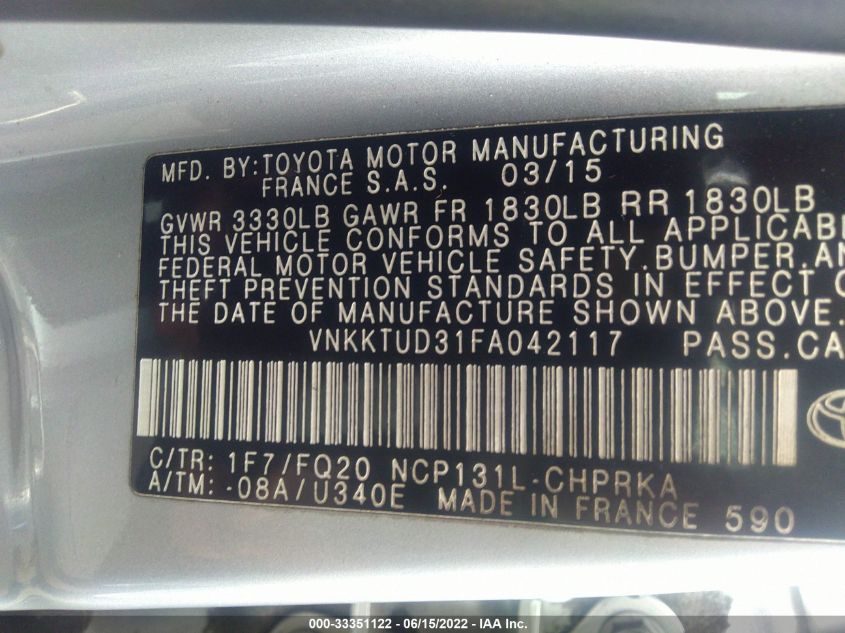 MFD. BY:TOYOTA MOTOR MANUFACTURING
FRANCE S.A.S. 03/15
GVWR 3330LB GAWR FR 1830LB RR 1830LB
THIS VEHICLE CONFORMS TO ALL APPLICABL
FEDERAL MOTOR VEHICLE SAFETY,BUMPER,AN
THEFT PREVENTION STANDARDS IN EFFECT O
THE DATE OF MANUFACTURE SHOWN ABOVE.
VNKKTUD31FA042117 PASS.CA
C/TR: 1F7/FQ20 NCP131L-CHPRKA
A/TM: -08A/U340E MADE IN FRANCE 590
000-33351122 - 06/15/2022 - IAA Inc.